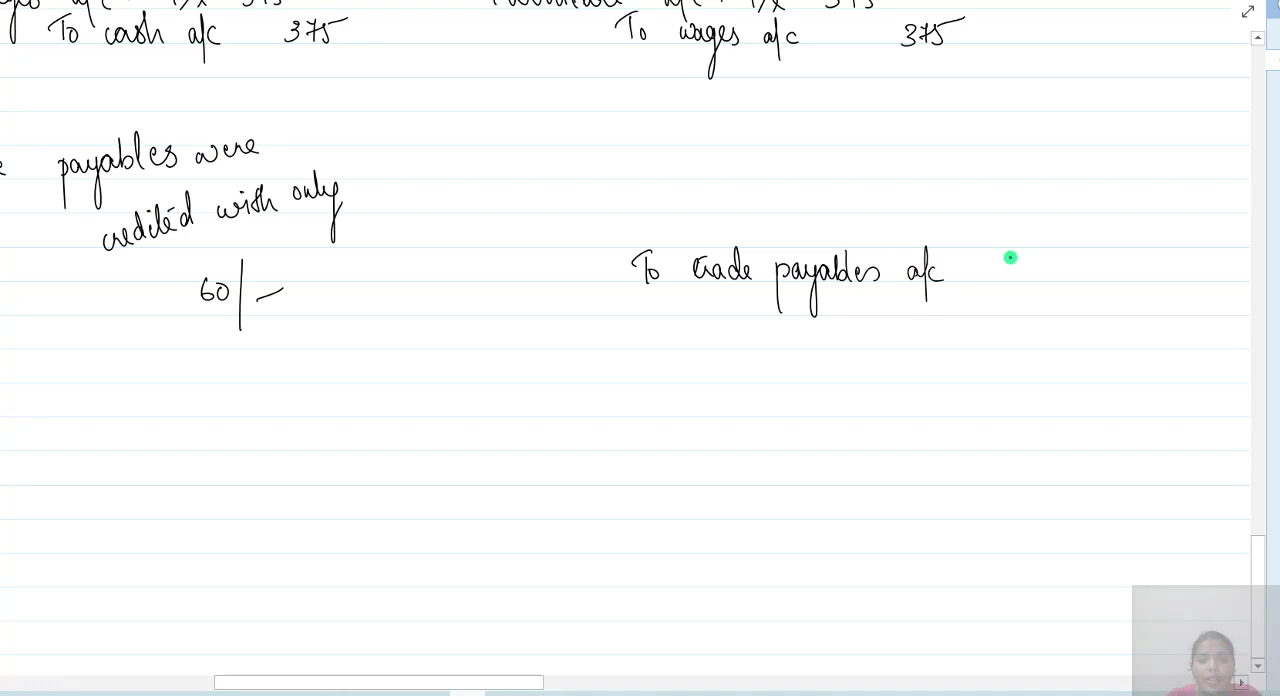 To cash a/c 375
To wages a/c 375
payables were
credited with only
60/-
To trade payables a/c